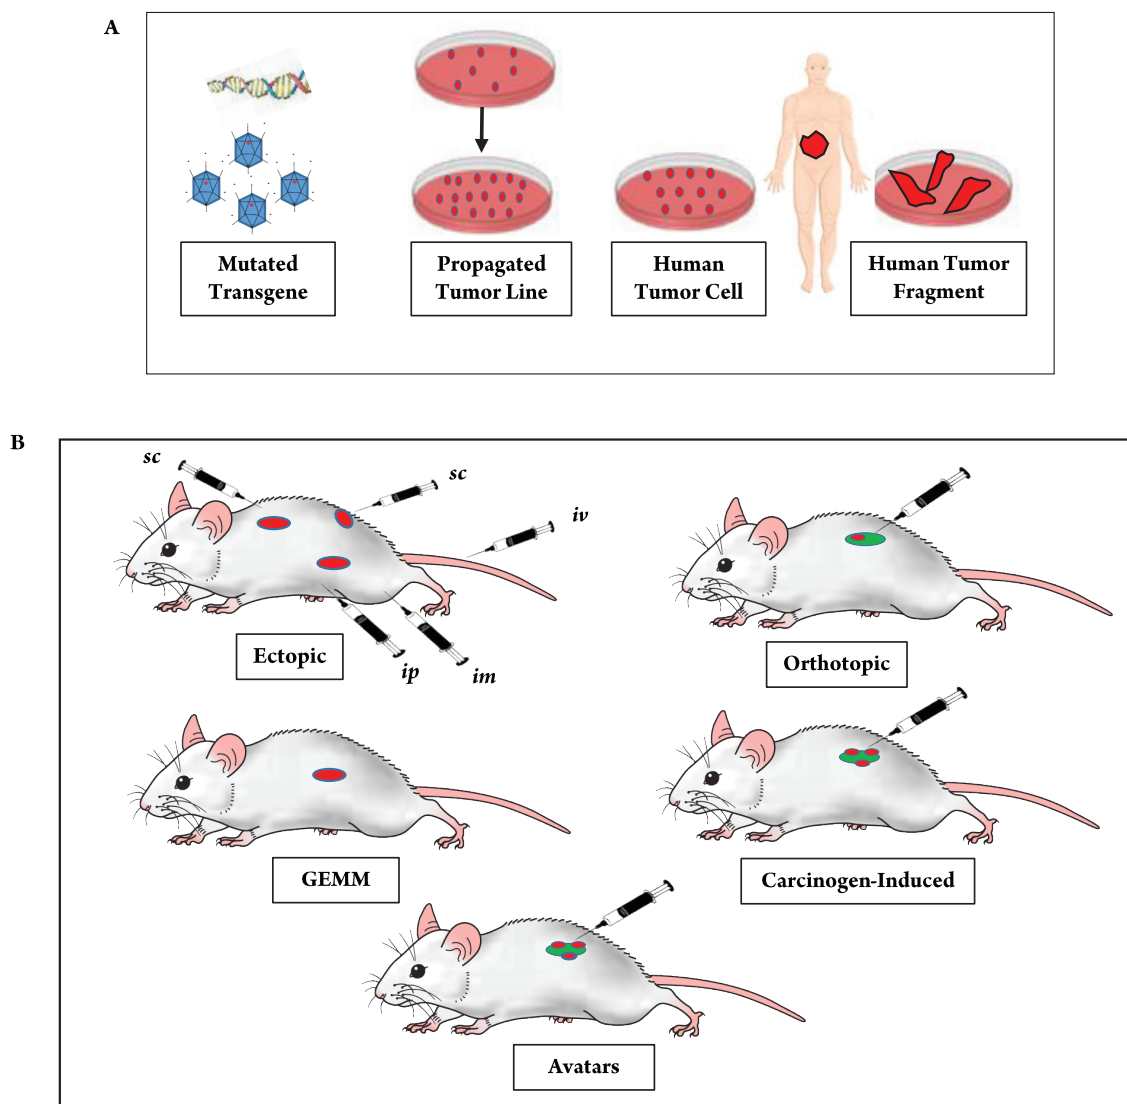 A
Mutated
Transgene
Propagated
Tumor Line
Human
Tumor Cell
Human Tumor
Fragment
B
sc
sc
iv
ip
im
Ectopic
Orthotopic
GEMM
Carcinogen-Induced
Avatars